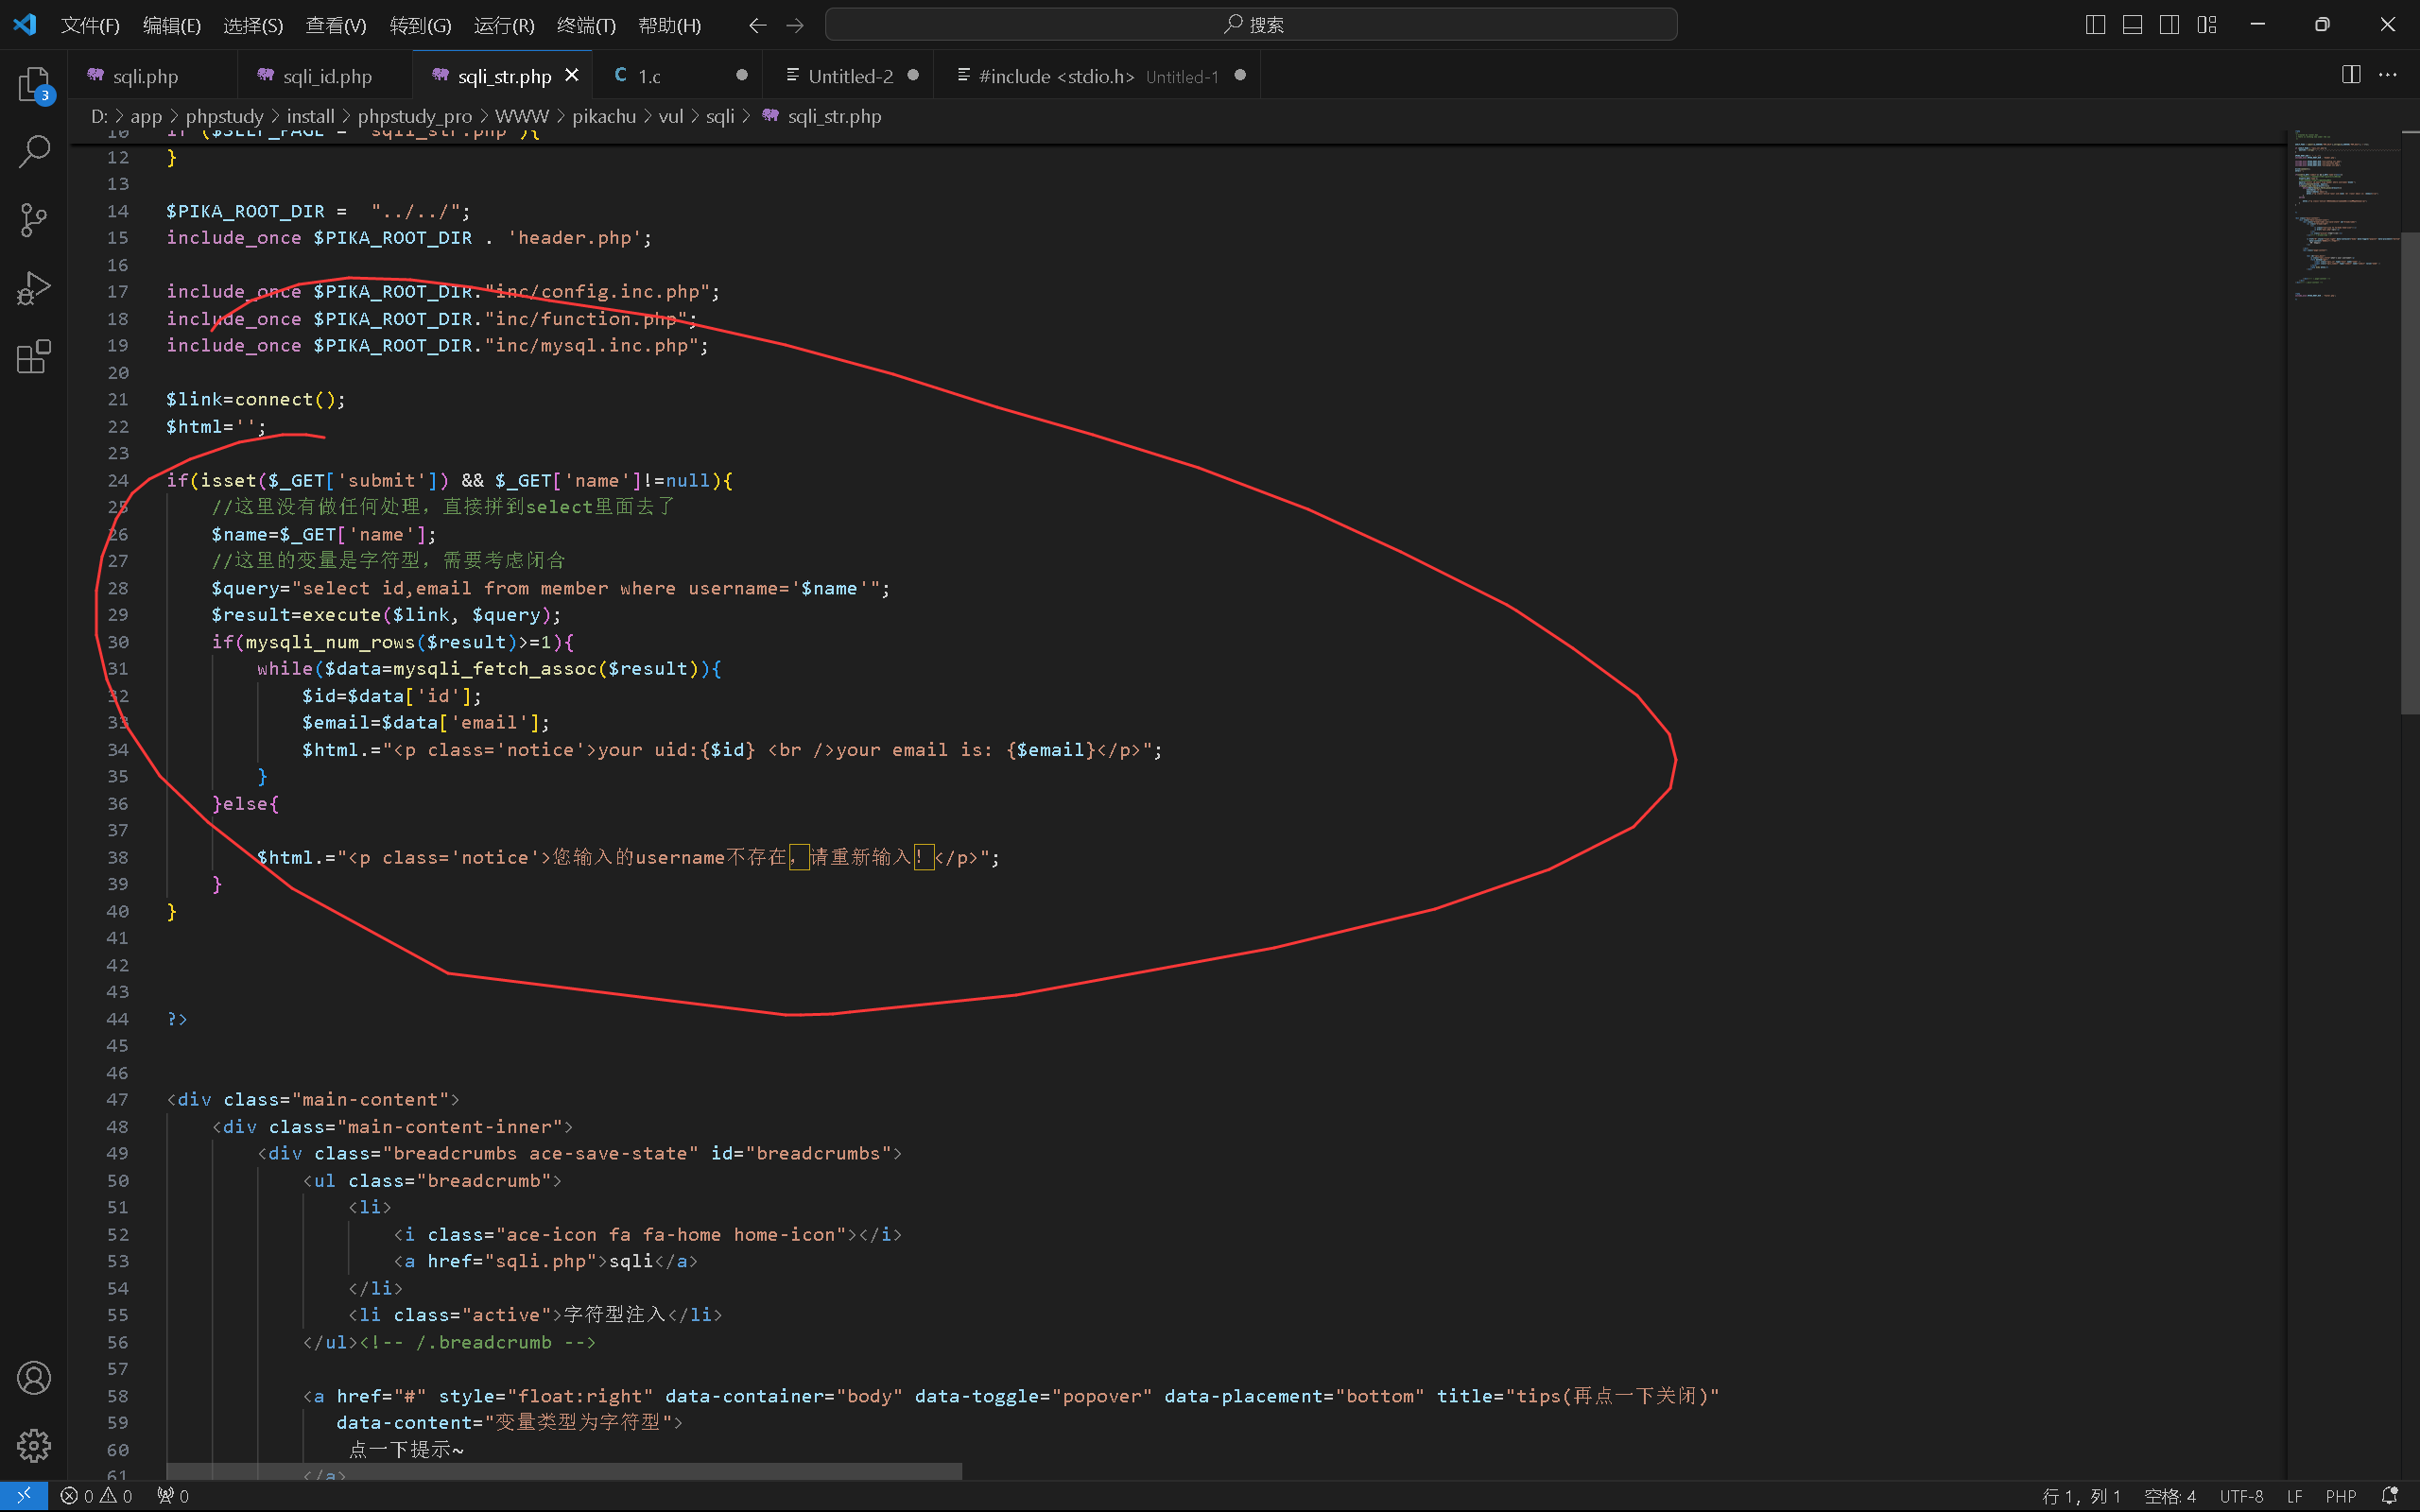 文件(F) 编辑(E) 选择(S) 查看(V) 转到(G) 运行(R) 终端(T) 帮助(H) 搜索
sqli.php sqli_id.php sqli_str.php 1.c Untitled-2 #include <stdio.h> Untitled-1
3
D: > app > phpstudy > install > phpstudy_pro > WWW > pikachu > vul > sqli > sqli_str.php
12 }
13
14 $PIKA_ROOT_DIR =  "../../";
15 include_once $PIKA_ROOT_DIR . 'header.php';
16
17 include_once $PIKA_ROOT_DIR."inc/config.inc.php";
18 include_once $PIKA_ROOT_DIR."inc/function.php";
19 include_once $PIKA_ROOT_DIR."inc/mysql.inc.php";
20
21 $link=connect();
22 $html='';
23
24 if(isset($_GET['submit']) && $_GET['name']!=null){
25 //这里没有做任何处理，直接拼到select里面去了
26 $name=$_GET['name'];
27 //这里的变量是字符型，需要考虑闭合
28 $query="select id,email from member where username='$name'";
29 $result=execute($link, $query);
30 if(mysqli_num_rows($result)>=1){
31 while($data=mysqli_fetch_assoc($result)){
32 $id=$data['id'];
33 $email=$data['email'];
34 $html.="<p class='notice'>your uid:{$id} <br />your email is: {$email}</p>";
35 }
36 }else{
37
38 $html.="<p class='notice'>您输入的username不存在，请重新输入！</p>";
39 }
40 }
41
42
43
44 ?>
45
46
47 <div class="main-content">
48 <div class="main-content-inner">
49 <div class="breadcrumbs ace-save-state" id="breadcrumbs">
50 <ul class="breadcrumb">
51 <li>
52 <i class="ace-icon fa fa-home home-icon"></i>
53 <a href="sqli.php">sqli</a>
54 </li>
55 <li class="active">字符型注入</li>
56 </ul><!-- /.breadcrumb -->
57
58 <a href="#" style="float:right" data-container="body" data-toggle="popover" data-placement="bottom" title="tips(再点一下关闭)"
59 data-content="变量类型为字符型">
60 点一下提示~
61 </a>
0 0 0 行 1，列 1 空格: 4 UTF-8 LF PHP